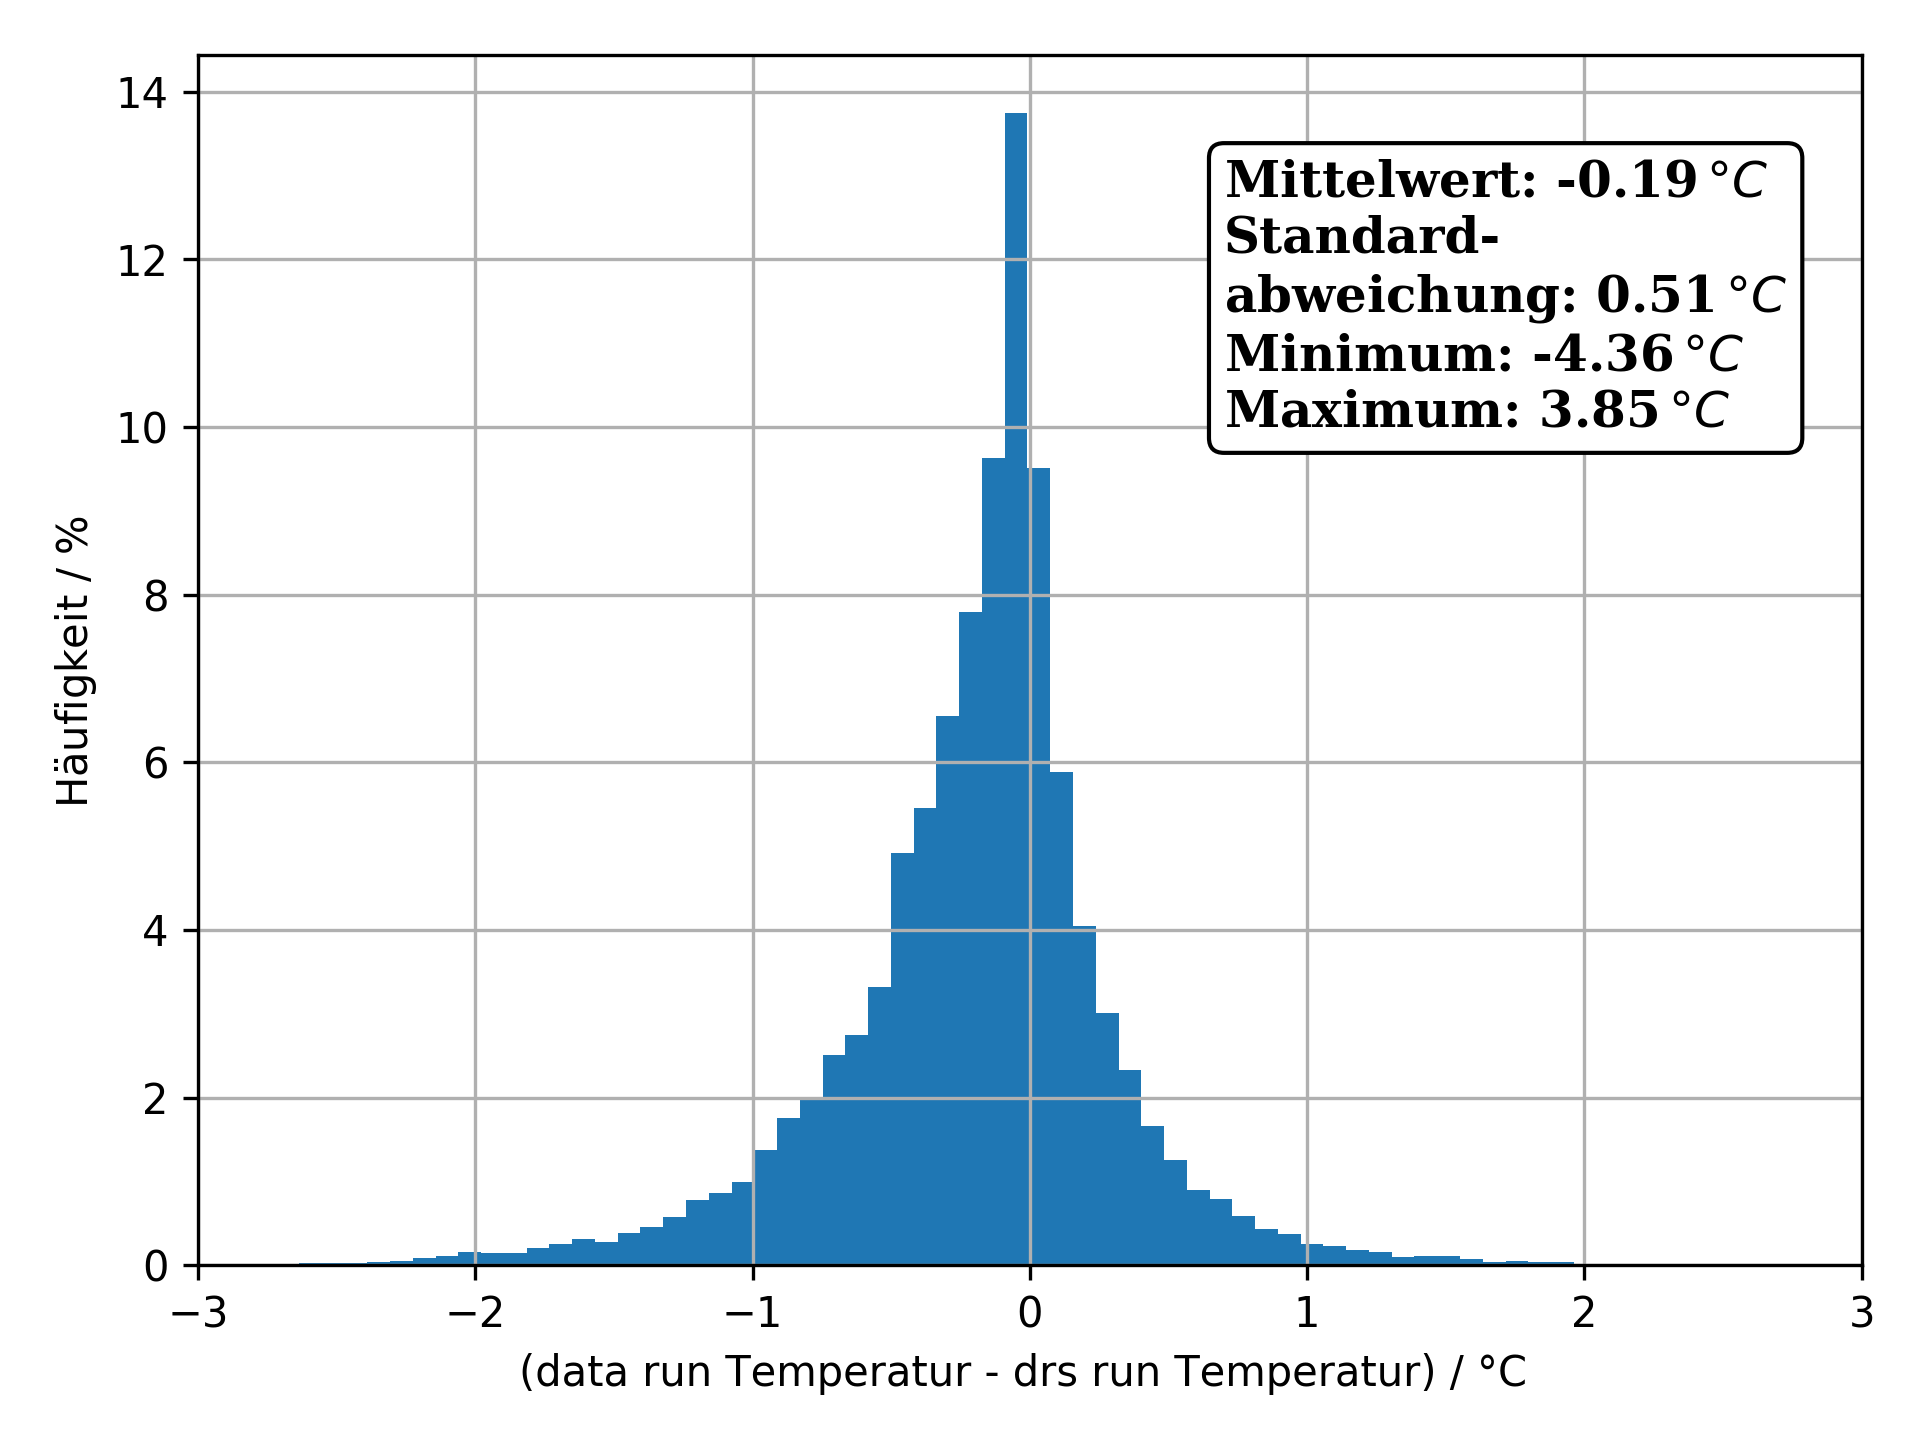 14
12
10
8
6
4
2
0
Häufigkeit / %
Mittelwert: -0.19 °C
Standard-
abweichung: 0.51 °C
Minimum: -4.36 °C
Maximum: 3.85 °C
−3 −2 −1 0 1 2 3
(data run Temperatur - drs run Temperatur) / °C